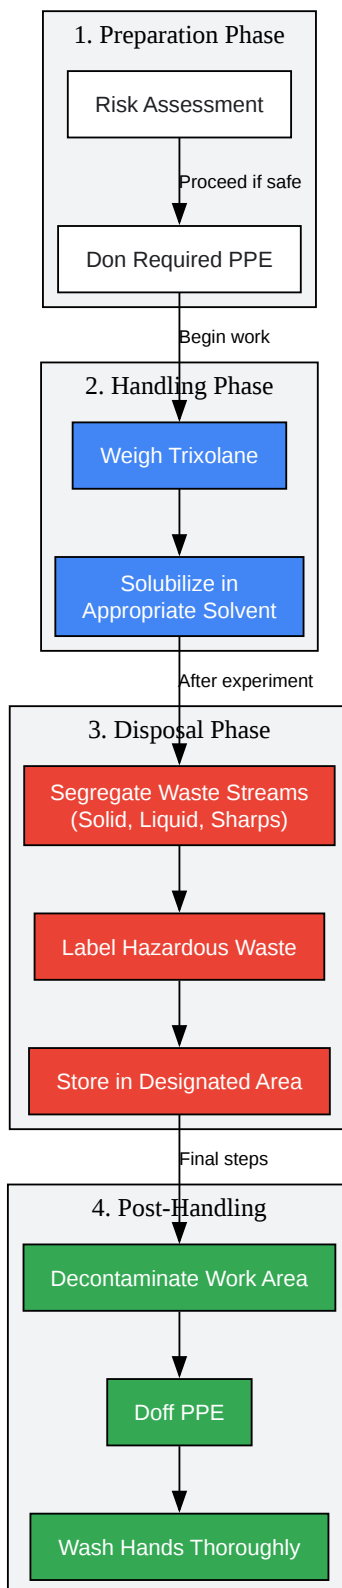 1. Preparation Phase
Risk Assessment
Proceed if safe
Don Required PPE
Begin work
2. Handling Phase
Weigh Trixolane
Solubilize in
Appropriate Solvent
After experiment
3. Disposal Phase
Segregate Waste Streams
(Solid, Liquid, Sharps)
Label Hazardous Waste
Store in Designated Area
Final steps
4. Post-Handling
Decontaminate Work Area
Doff PPE
Wash Hands Thoroughly